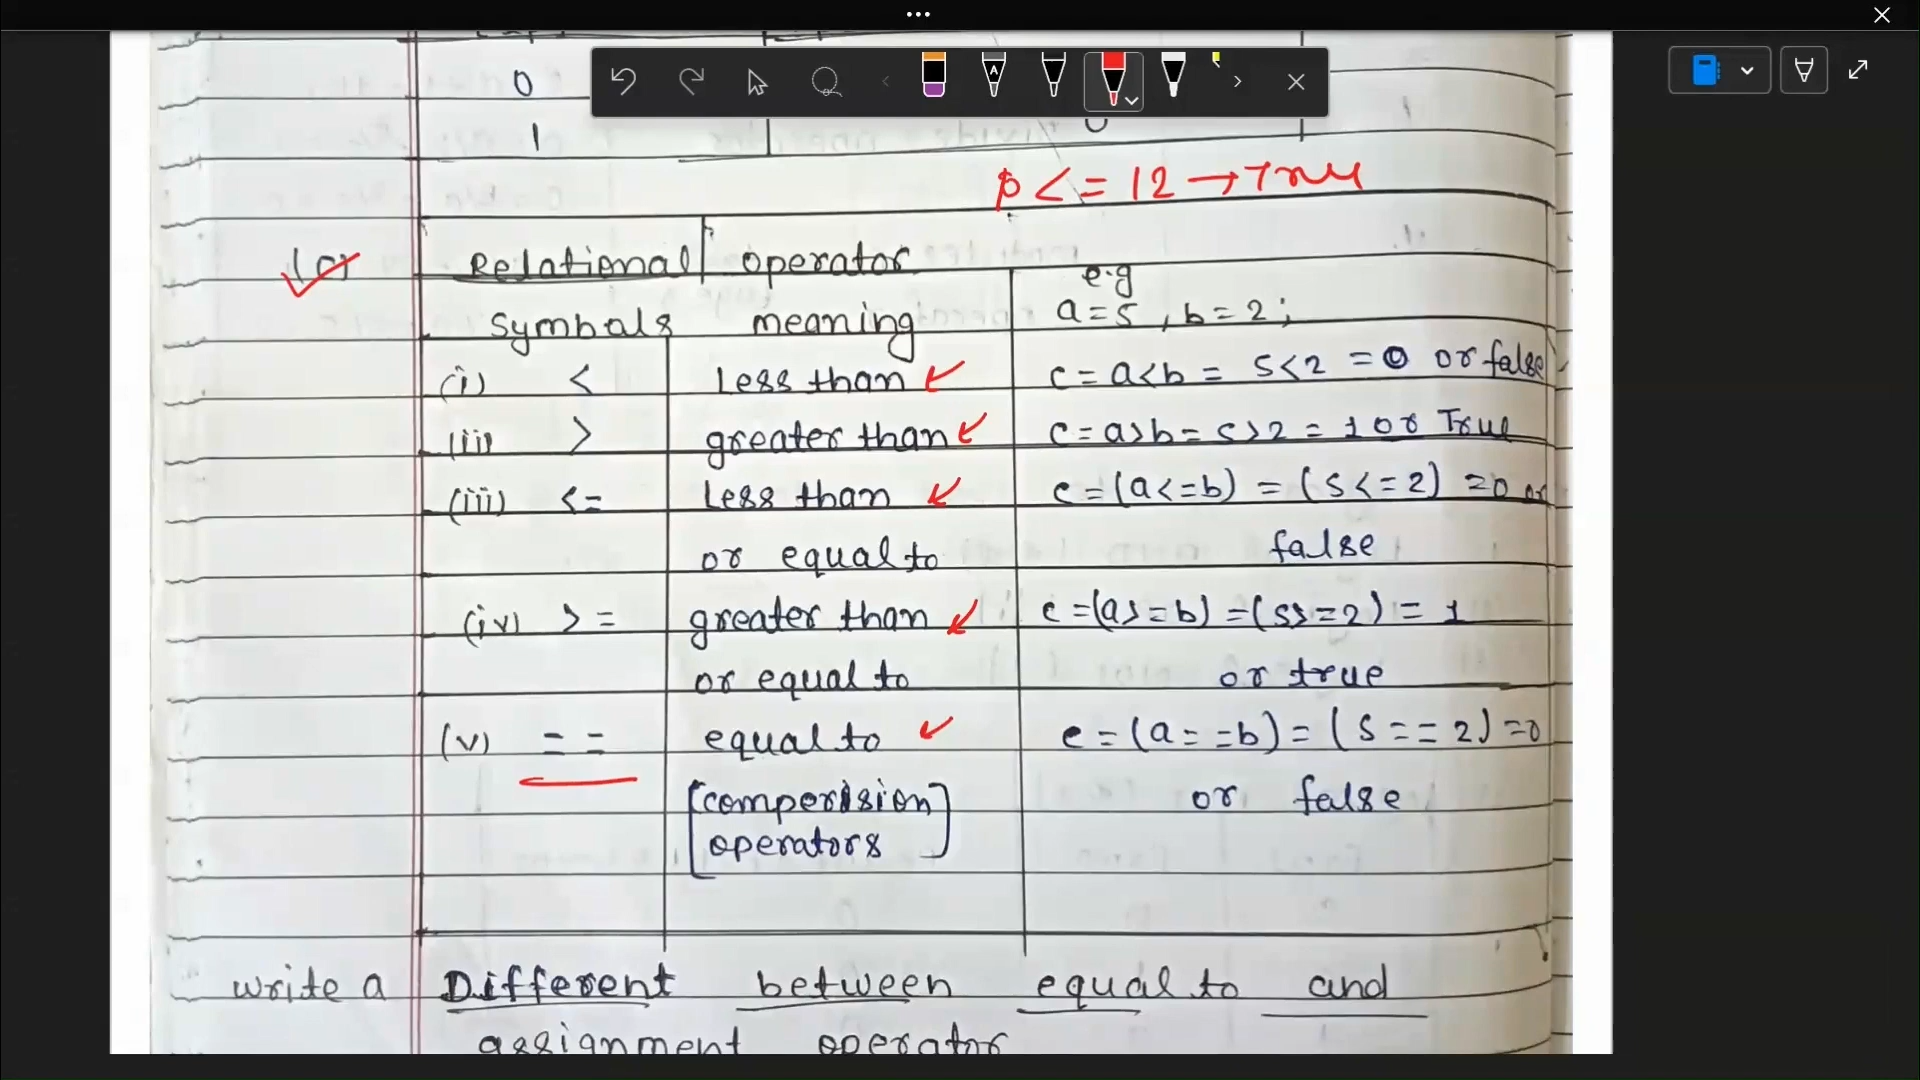 0
1
p <= 12 → True
(c) Relational operator
e.g
symbals meaning a=5, b=2;
(i) < Less than c = a<b = 5<2 = 0 or false
(ii) > greater than c = a>b = 5>2 = 1 or True
(iii) <= Less than c = (a<=b) = (5<=2) =0 or
or equal to false
(iv) >= greater than c =(a>=b) =(5>=2) = 1
or equal to or true
(v) == equal to c = (a==b) = (5==2) =0
[comperision or false
operators]
write a Different between equal to and
assignment operator